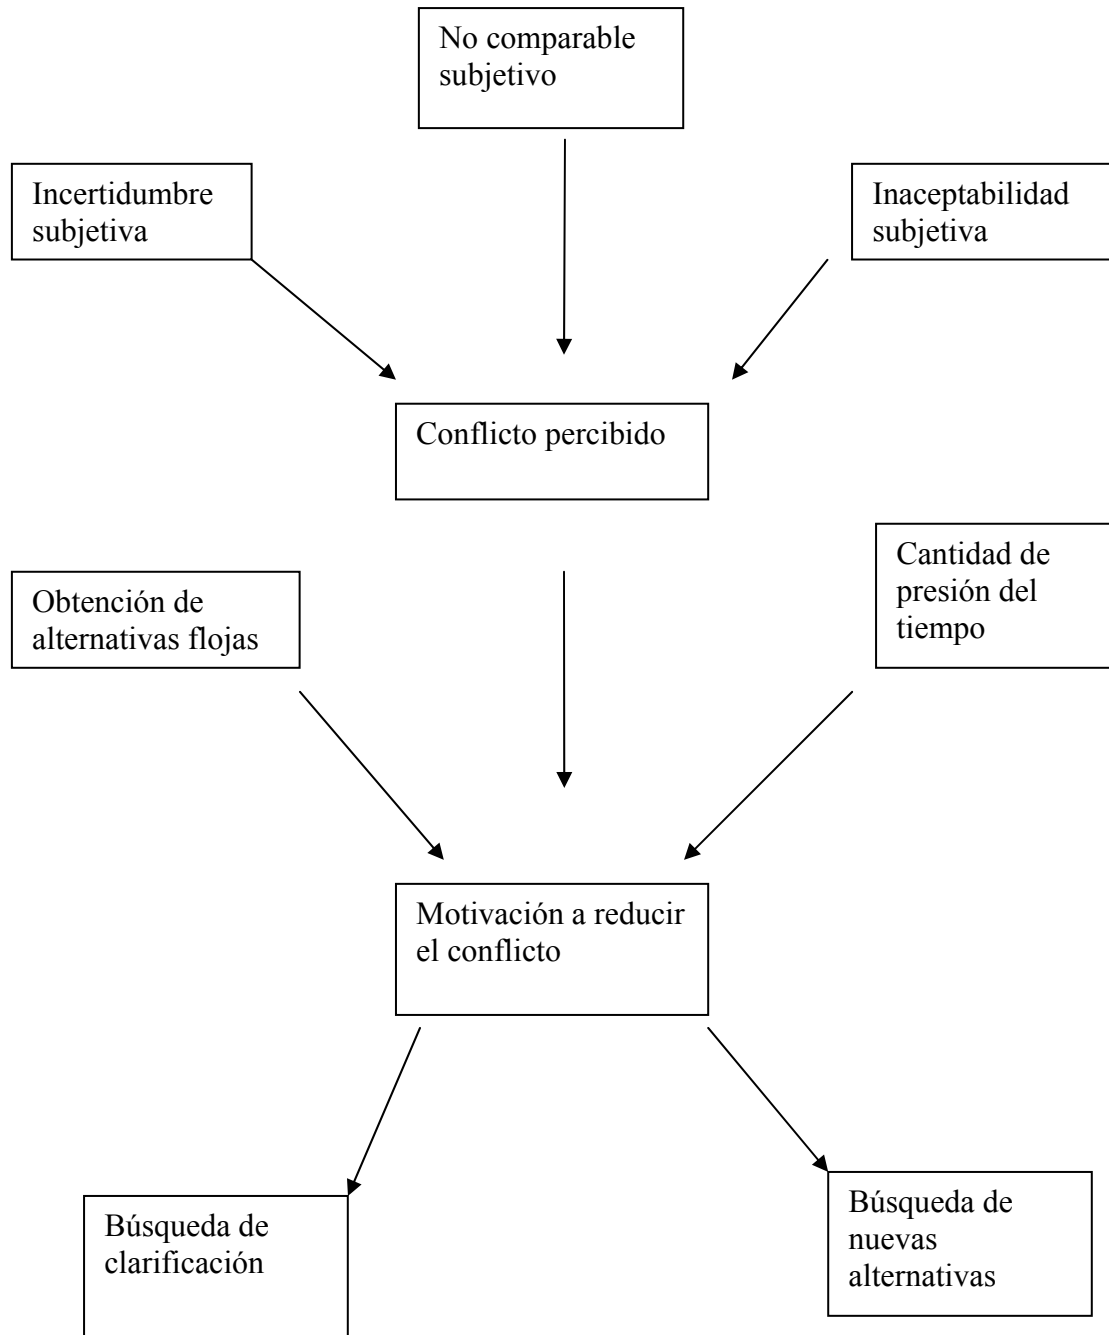 No comparable
subjetivo
Incertidumbre
subjetiva
Inaceptabilidad
subjetiva
Conflicto percibido
Obtención de
alternativas flojas
Cantidad de
presión del
tiempo
Motivación a reducir
el conflicto
Búsqueda de
clarificación
Búsqueda de
nuevas
alternativas